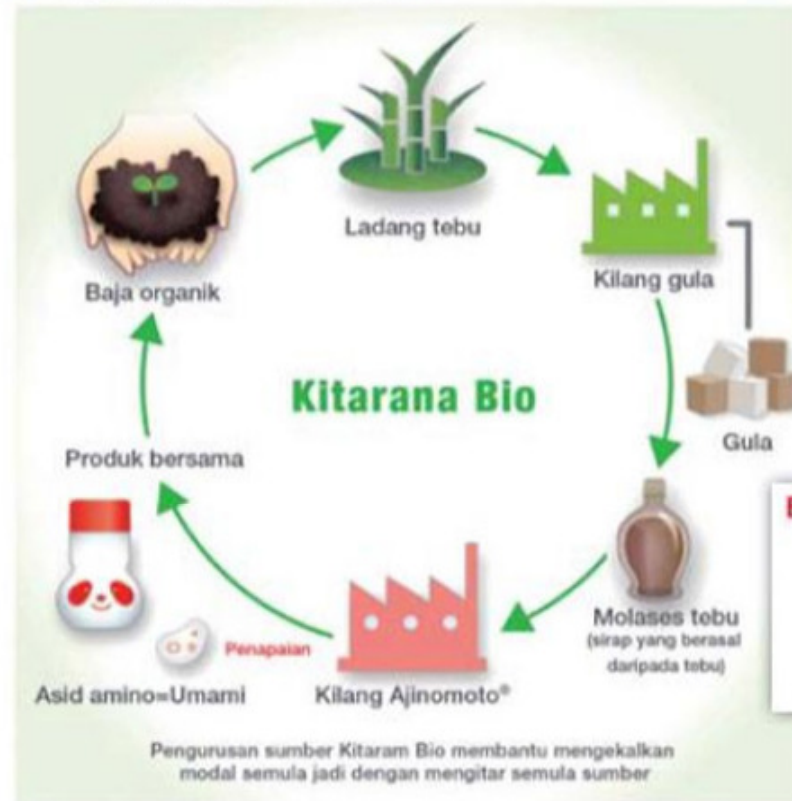 Ladang tebu
Kilang gula
Gula
Molases tebu
(sirap yang berasal
daripada tebu)
Kilang Ajinomoto®
Penapaian
Asid amino=Umami
Produk bersama
Baja organik
Kitarana Bio
Pengurusan sumber Kitaram Bio membantu mengekalkan
modal semula jadi dengan mengitar semula sumber